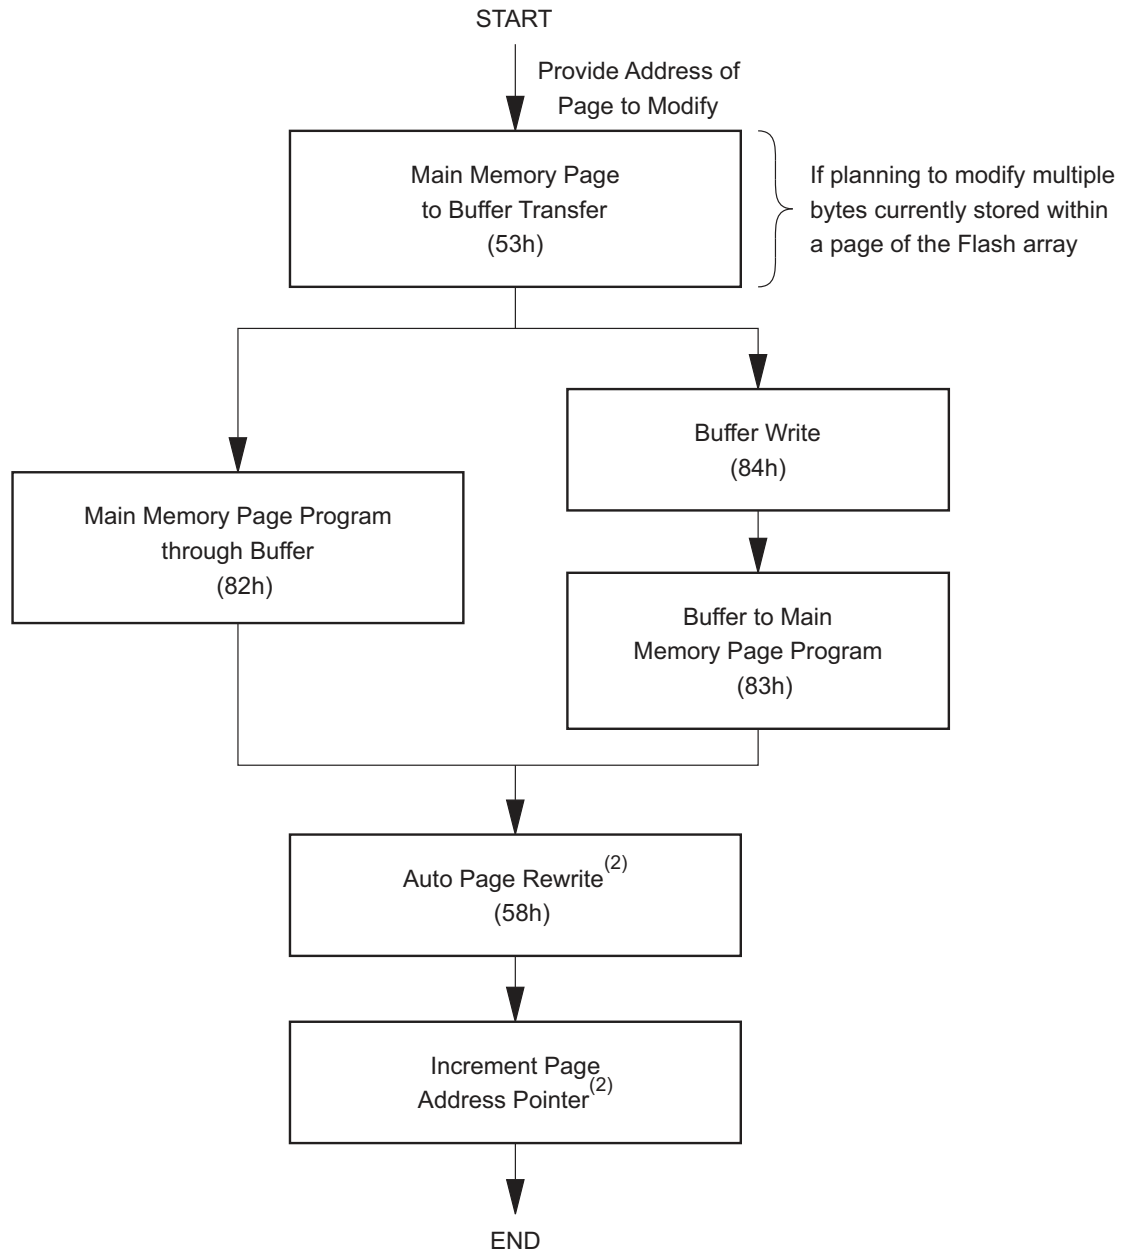 START
Provide Address of
Page to Modify
Main Memory Page
to Buffer Transfer
(53h)
If planning to modify multiple
bytes currently stored within
a page of the Flash array
Buffer Write
(84h)
Main Memory Page Program
through Buffer
(82h)
Buffer to Main
Memory Page Program
(83h)
Auto Page Rewrite(2)
(58h)
Increment Page
Address Pointer(2)
END